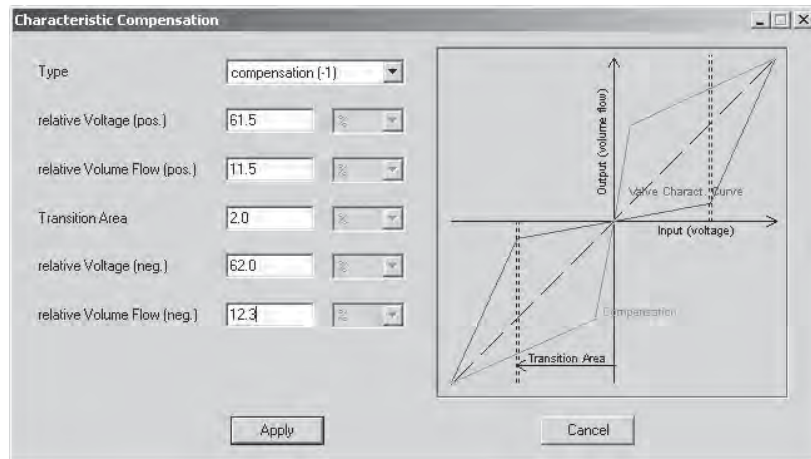 Characteristic Compensation
Type
compensation (-1)
relative Voltage (pos.)
61.5
%
relative Volume Flow (pos.)
11.5
%
Transition Area
2.0
%
relative Voltage (neg.)
62.0
%
relative Volume Flow (neg.)
12.3
%
Output (volume flow)
Valve Charact. Curve
Input (voltage)
Compensation
Transition Area
Apply
Cancel